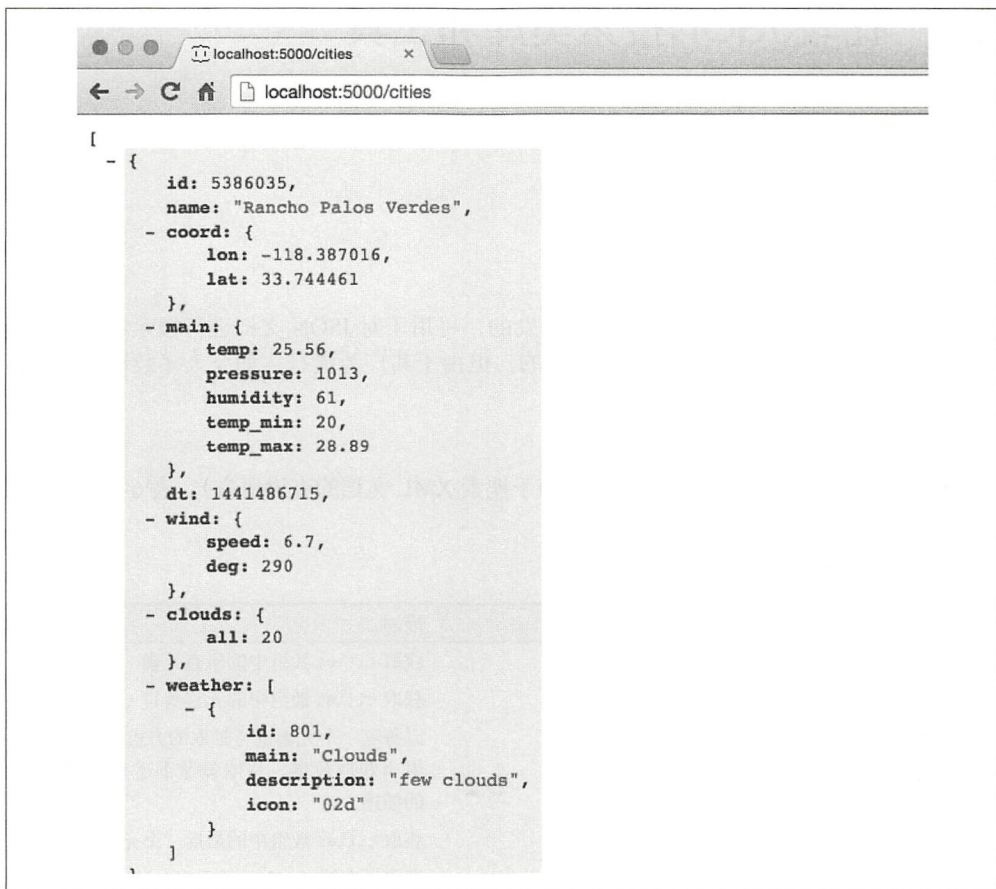 localhost:5000/cities ×
localhost:5000/cities
[
- {
id: 5386035,
name: "Rancho Palos Verdes",
- coord: {
lon: -118.387016,
lat: 33.744461
},
- main: {
temp: 25.56,
pressure: 1013,
humidity: 61,
temp_min: 20,
temp_max: 28.89
},
dt: 1441486715,
- wind: {
speed: 6.7,
deg: 290
},
- clouds: {
all: 20
},
- weather: [
- {
id: 801,
main: "Clouds",
description: "few clouds",
icon: "02d"
}
]